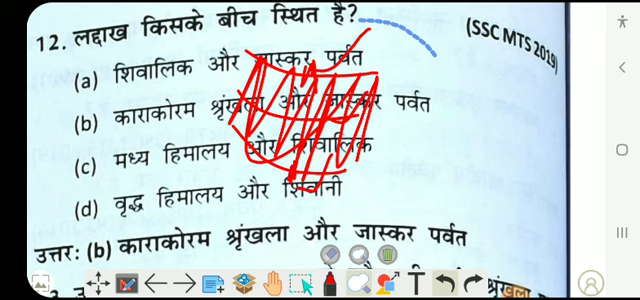 12. लद्दाख किसके बीच स्थित है?
(SSC MTS 2019)
(a) शिवालिक और जास्कर पर्वत
(b) काराकोरम श्रृंखला और जास्कर पर्वत
(c) मध्य हिमालय और शिवालिक
(d) वृद्ध हिमालय और शिवानी
उत्तरः (b) काराकोरम श्रृंखला और जास्कर पर्वत
श्रृंखला